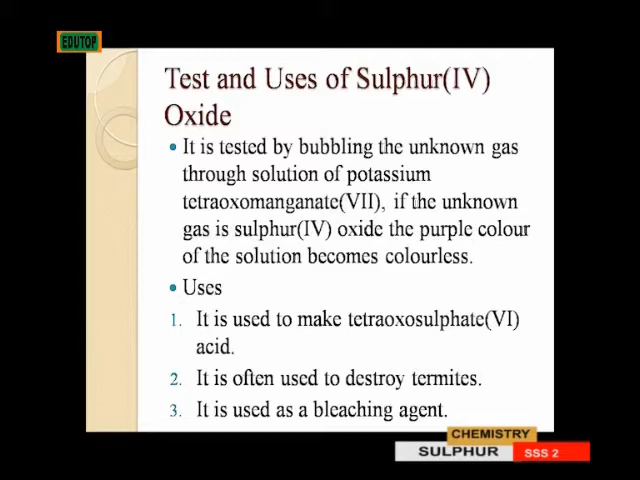 EDUTOP
Test and Uses of Sulphur(IV)
Oxide
• It is tested by bubbling the unknown gas
through solution of potassium
tetraoxomanganate(VII), if the unknown
gas is sulphur(IV) oxide the purple colour
of the solution becomes colourless.
• Uses
1. It is used to make tetraoxosulphate(VI)
acid.
2. It is often used to destroy termites.
3. It is used as a bleaching agent.
CHEMISTRY
SULPHUR SSS 2